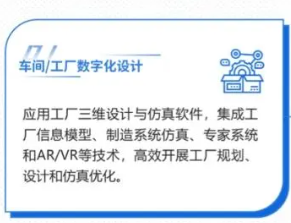 车间/工厂数字化设计
应用工厂三维设计与仿真软件，集成工
厂信息模型、制造系统仿真、专家系统
和AR/VR等技术，高效开展工厂规划、
设计和仿真优化。